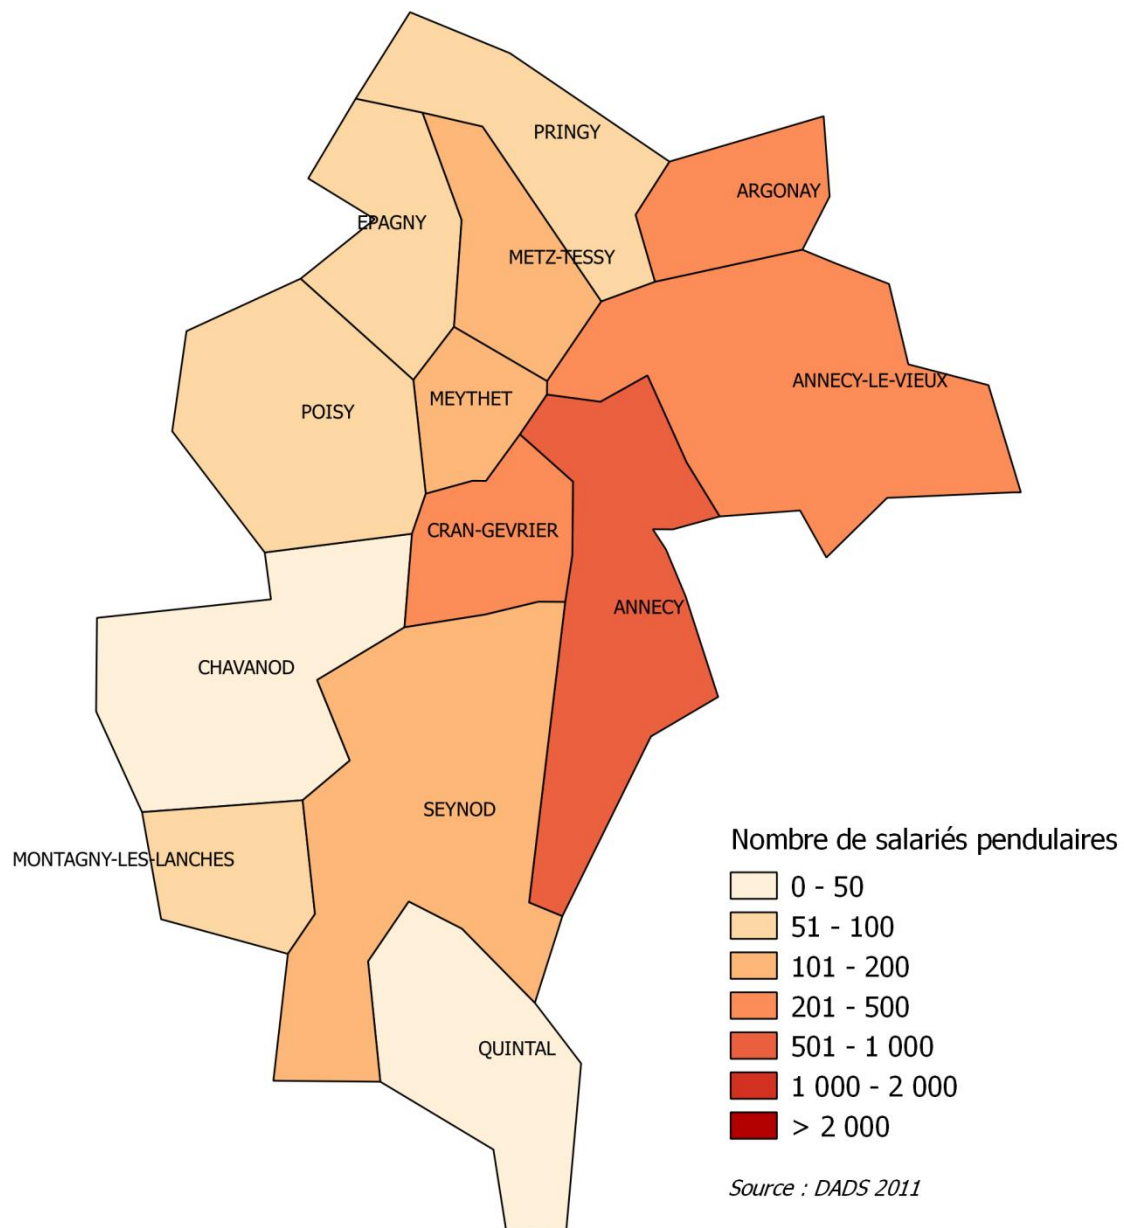 PRINGY
ARGONAY
EPAGNY
METZ-TESSY
ANNECY-LE-VIEUX
MEYTHET
POISY
CRAN-GEVRIER
ANNECY
CHAVANOD
SEYNOD
MONTAGNY-LES-LANCHES
QUINTAL
Nombre de salariés pendulaires
0 - 50
51 - 100
101 - 200
201 - 500
501 - 1 000
1 000 - 2 000
> 2 000
Source : DADS 2011